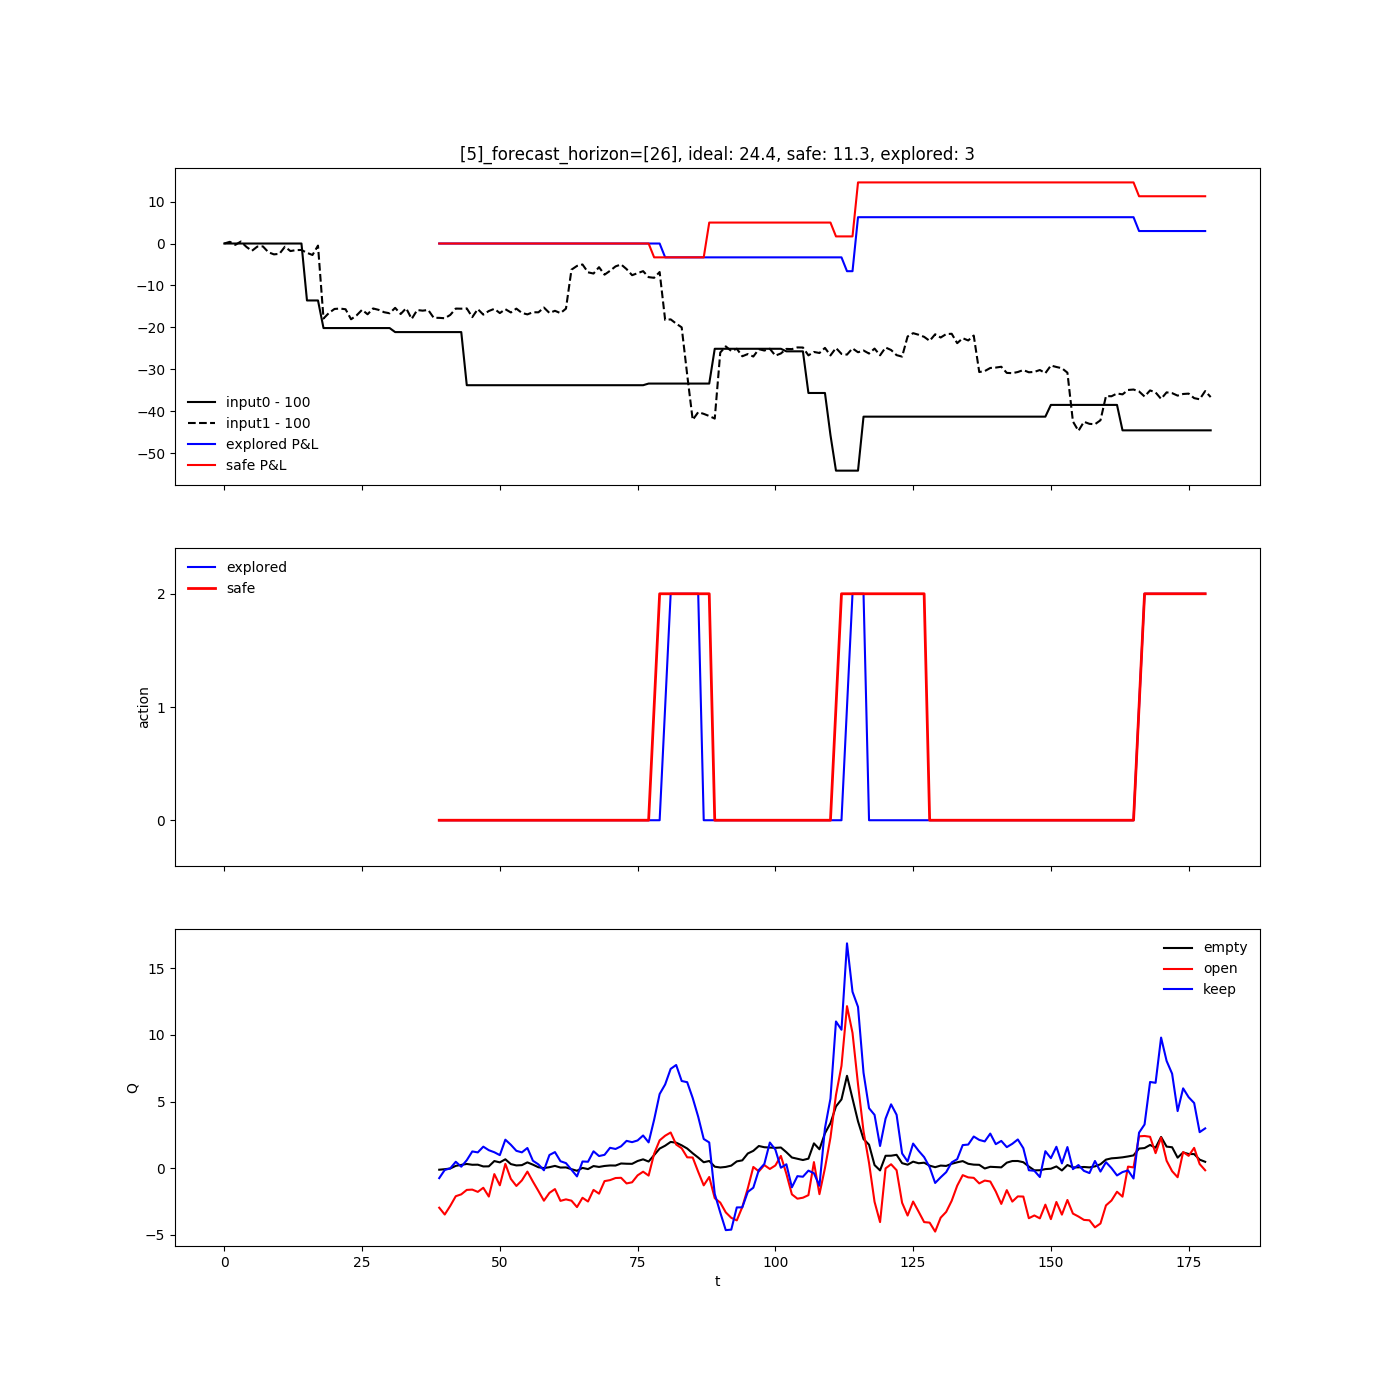 [5]_forecast_horizon=[26], ideal: 24.4, safe: 11.3, explored: 3
10
0
−10
−20
−30
−40
−50
input0 - 100
input1 - 100
explored P&L
safe P&L
2
1
0
action
explored
safe
15
10
5
0
−5
Q
empty
open
keep
0 25 50 75 100 125 150 175
t